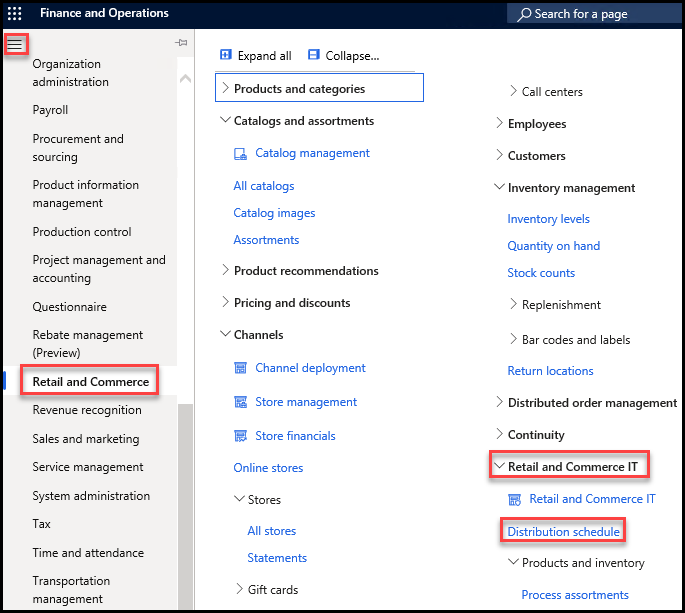 Finance and Operations
Search for a page
Organization
administration
Payroll
Procurement and
sourcing
Product information
management
Production control
Project management and
accounting
Questionnaire
Rebate management
(Preview)
Retail and Commerce
Revenue recognition
Sales and marketing
Service management
System administration
Tax
Time and attendance
Transportation
management
Expand all
Collapse...
Products and categories
Catalogs and assortments
Catalog management
All catalogs
Catalog images
Assortments
Product recommendations
Pricing and discounts
Channels
Channel deployment
Store management
Store financials
Online stores
Stores
All stores
Statements
Gift cards
Call centers
Employees
Customers
Inventory management
Inventory levels
Quantity on hand
Stock counts
Replenishment
Bar codes and labels
Return locations
Distributed order management
Continuity
Retail and Commerce IT
Retail and Commerce IT
Distribution schedule
Products and inventory
Process assortments